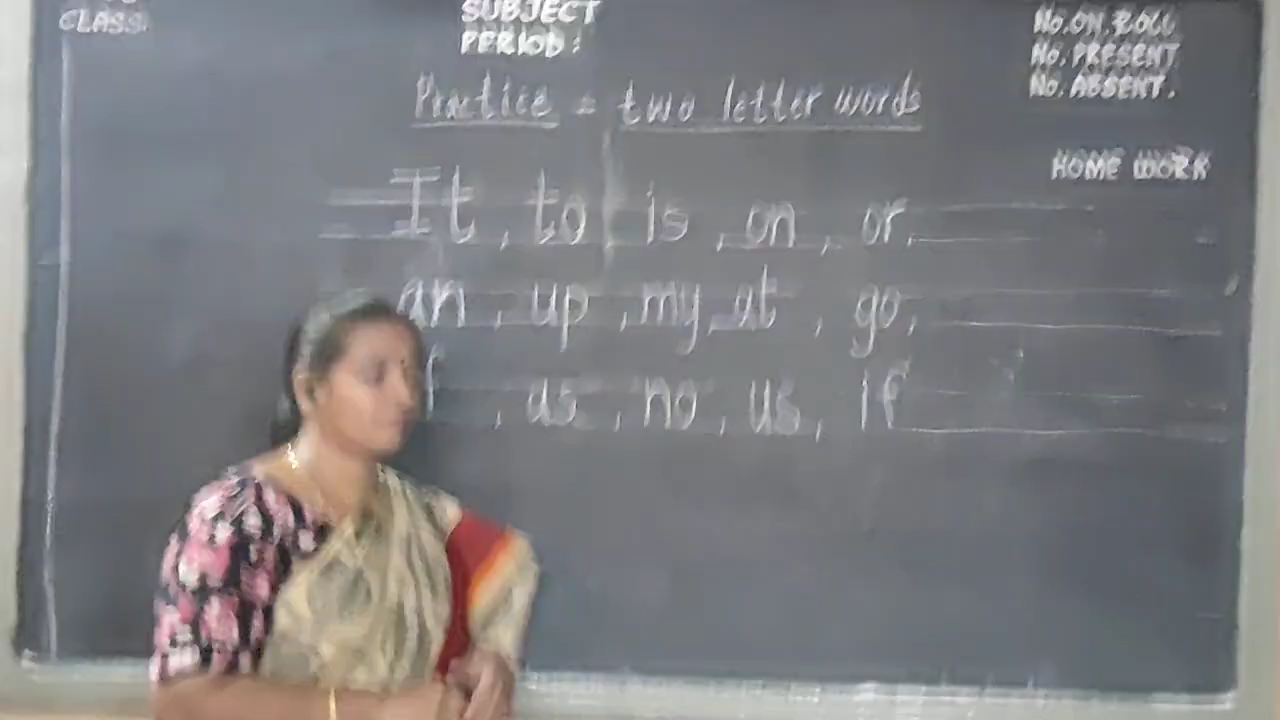 CLASS:
SUBJECT
PERIOD:
No. ON. ROLL
No. PRESENT
No. ABSENT.
Practice = two letter words
HOME WORK
It, to is, on, or,
an, up, my, at, go,
, as, no, us, if